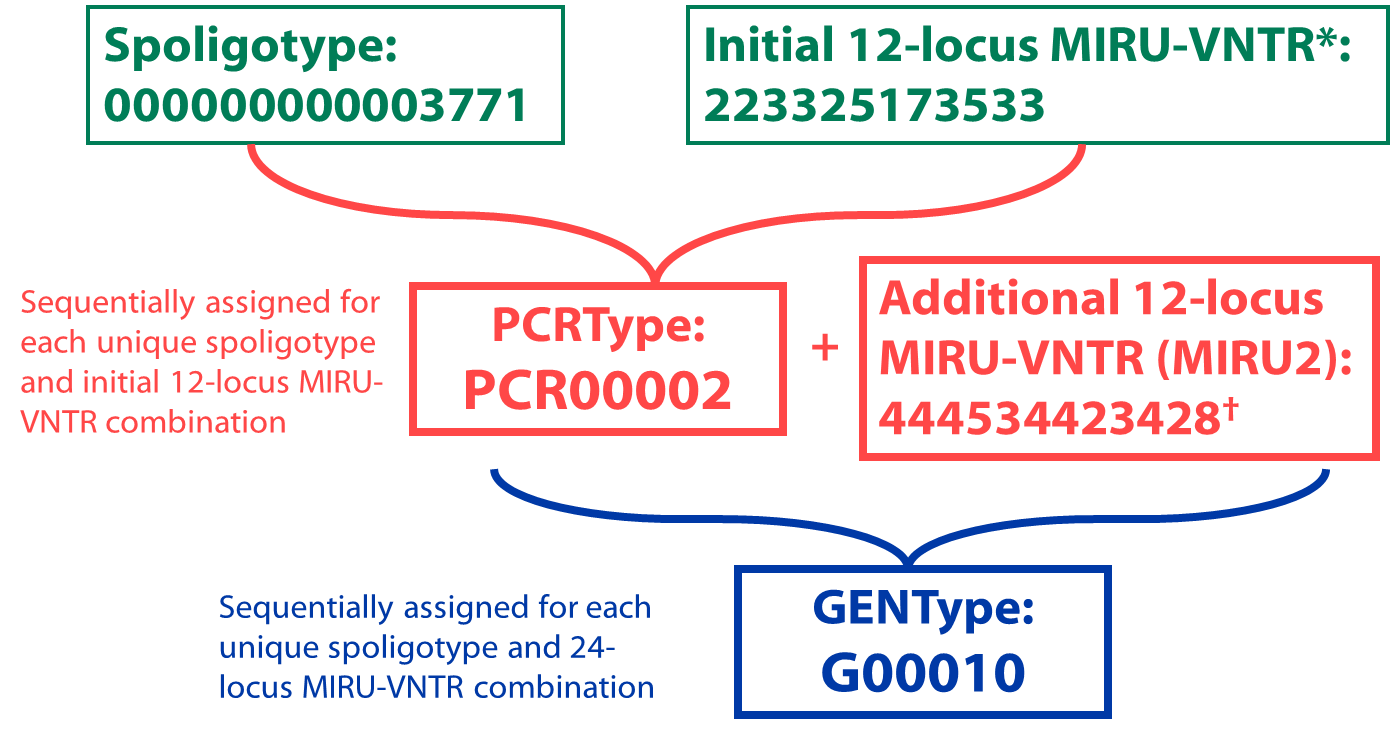 Spoligotype:
000000000003771
Initial 12-locus MIRU-VNTR*:
223325173533
Sequentially assigned for
each unique spoligotype
and initial 12-locus MIRU-
VNTR combination
PCRType:
PCR00002
+
Additional 12-locus
MIRU-VNTR (MIRU2):
444534423428†
Sequentially assigned for each
unique spoligotype and 24-
locus MIRU-VNTR combination
GENType:
G00010